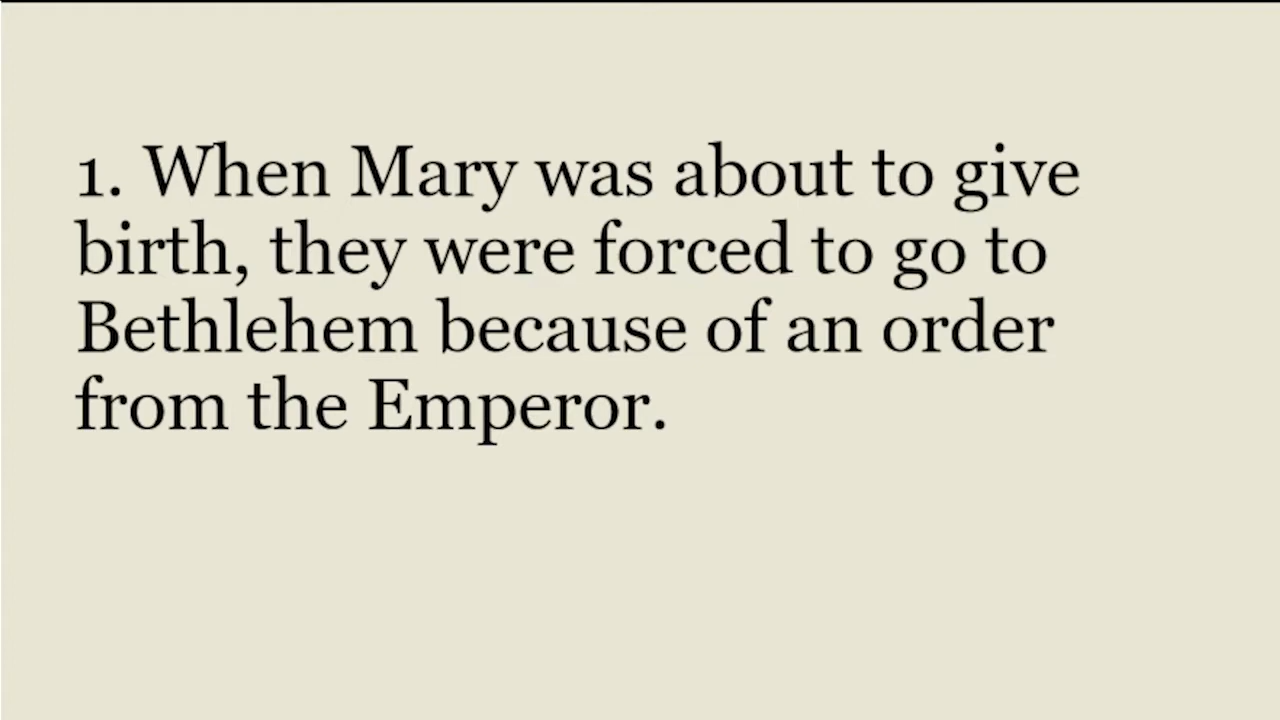 1. When Mary was about to give
birth, they were forced to go to
Bethlehem because of an order
from the Emperor.